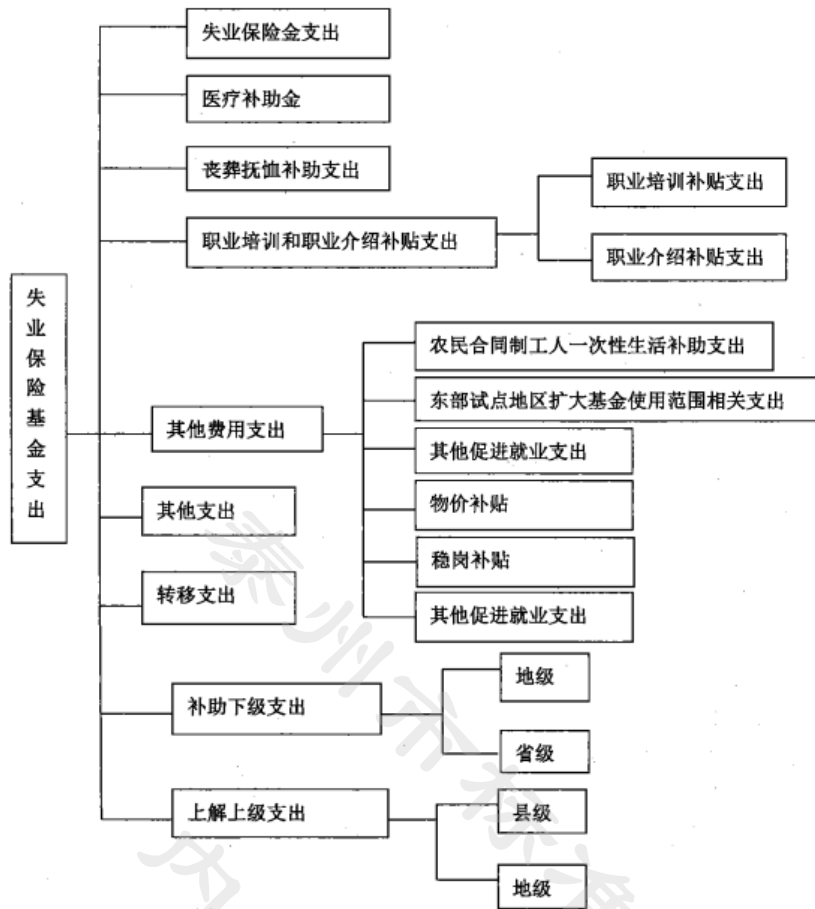 失业保险基金支出
失业保险金支出
医疗补助金
丧葬抚恤补助支出
职业培训和职业介绍补贴支出
职业培训补贴支出
职业介绍补贴支出
其他费用支出
农民合同制工人一次性生活补助支出
东部试点地区扩大基金使用范围相关支出
其他促进就业支出
物价补贴
稳岗补贴
其他促进就业支出
其他支出
转移支出
补助下级支出
地级
省级
上解上级支出
县级
地级
泰州市标准
内